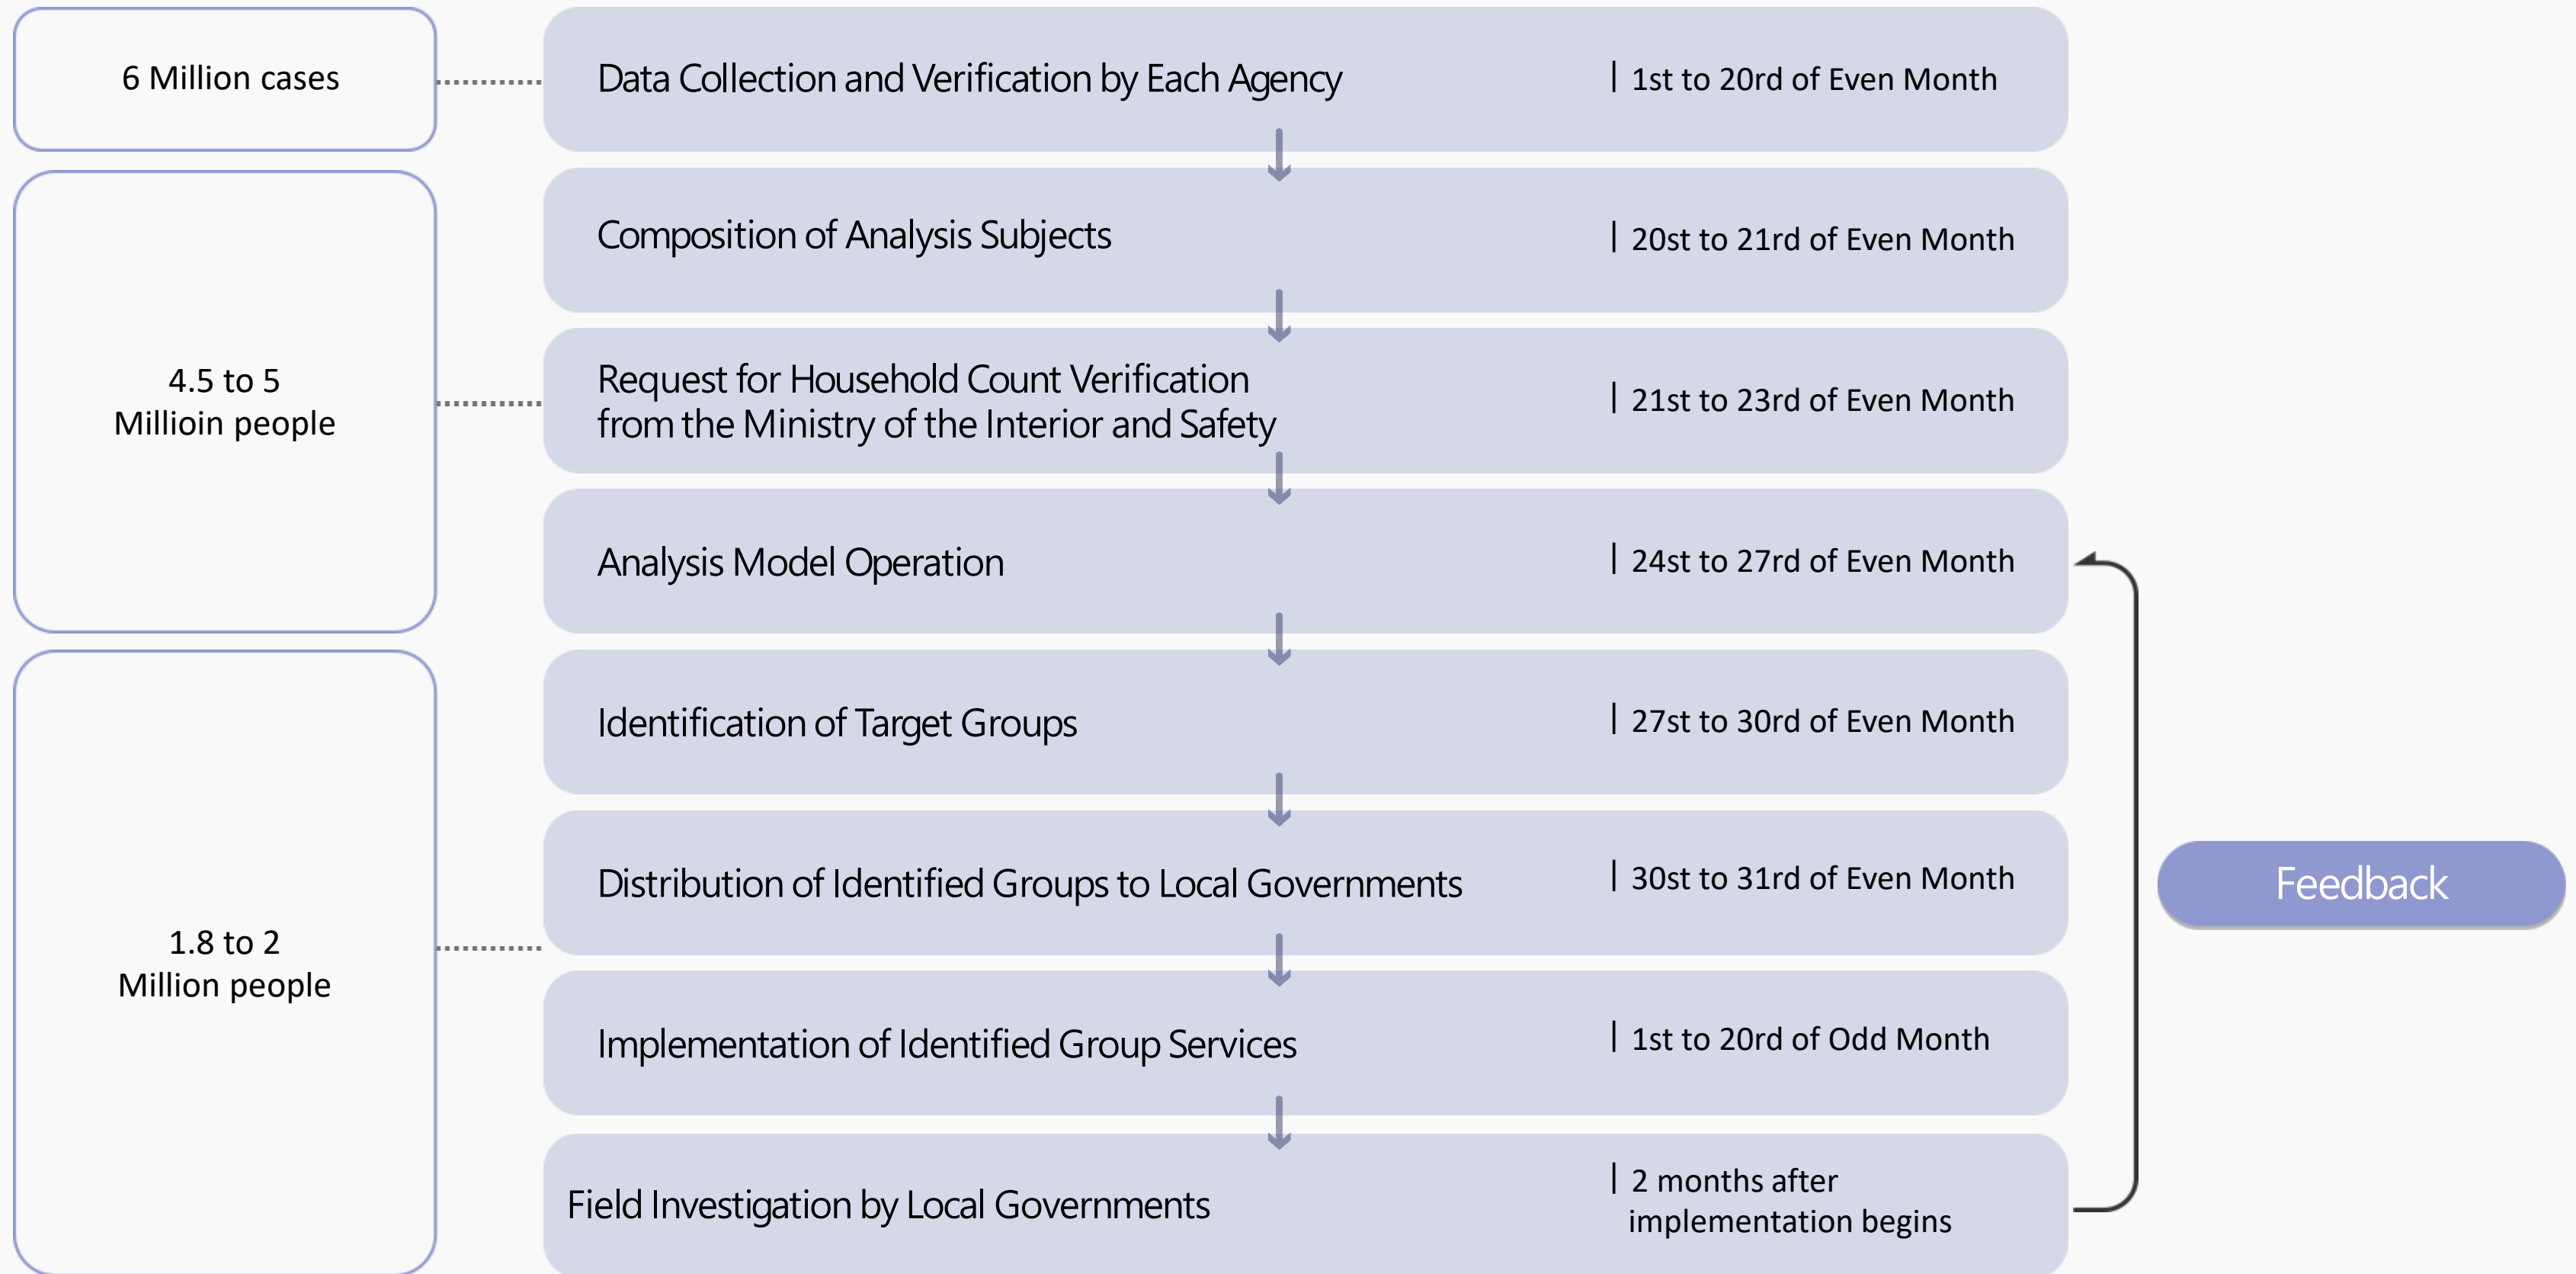 6 Million cases
Data Collection and Verification by Each Agency
| 1st to 20rd of Even Month
Composition of Analysis Subjects
| 20st to 21rd of Even Month
4.5 to 5
Millioin people
Request for Household Count Verification
from the Ministry of the Interior and Safety
| 21st to 23rd of Even Month
Analysis Model Operation
| 24st to 27rd of Even Month
Identification of Target Groups
| 27st to 30rd of Even Month
Distribution of Identified Groups to Local Governments
| 30st to 31rd of Even Month
Feedback
1.8 to 2
Million people
Implementation of Identified Group Services
| 1st to 20rd of Odd Month
Field Investigation by Local Governments
| 2 months after
implementation begins